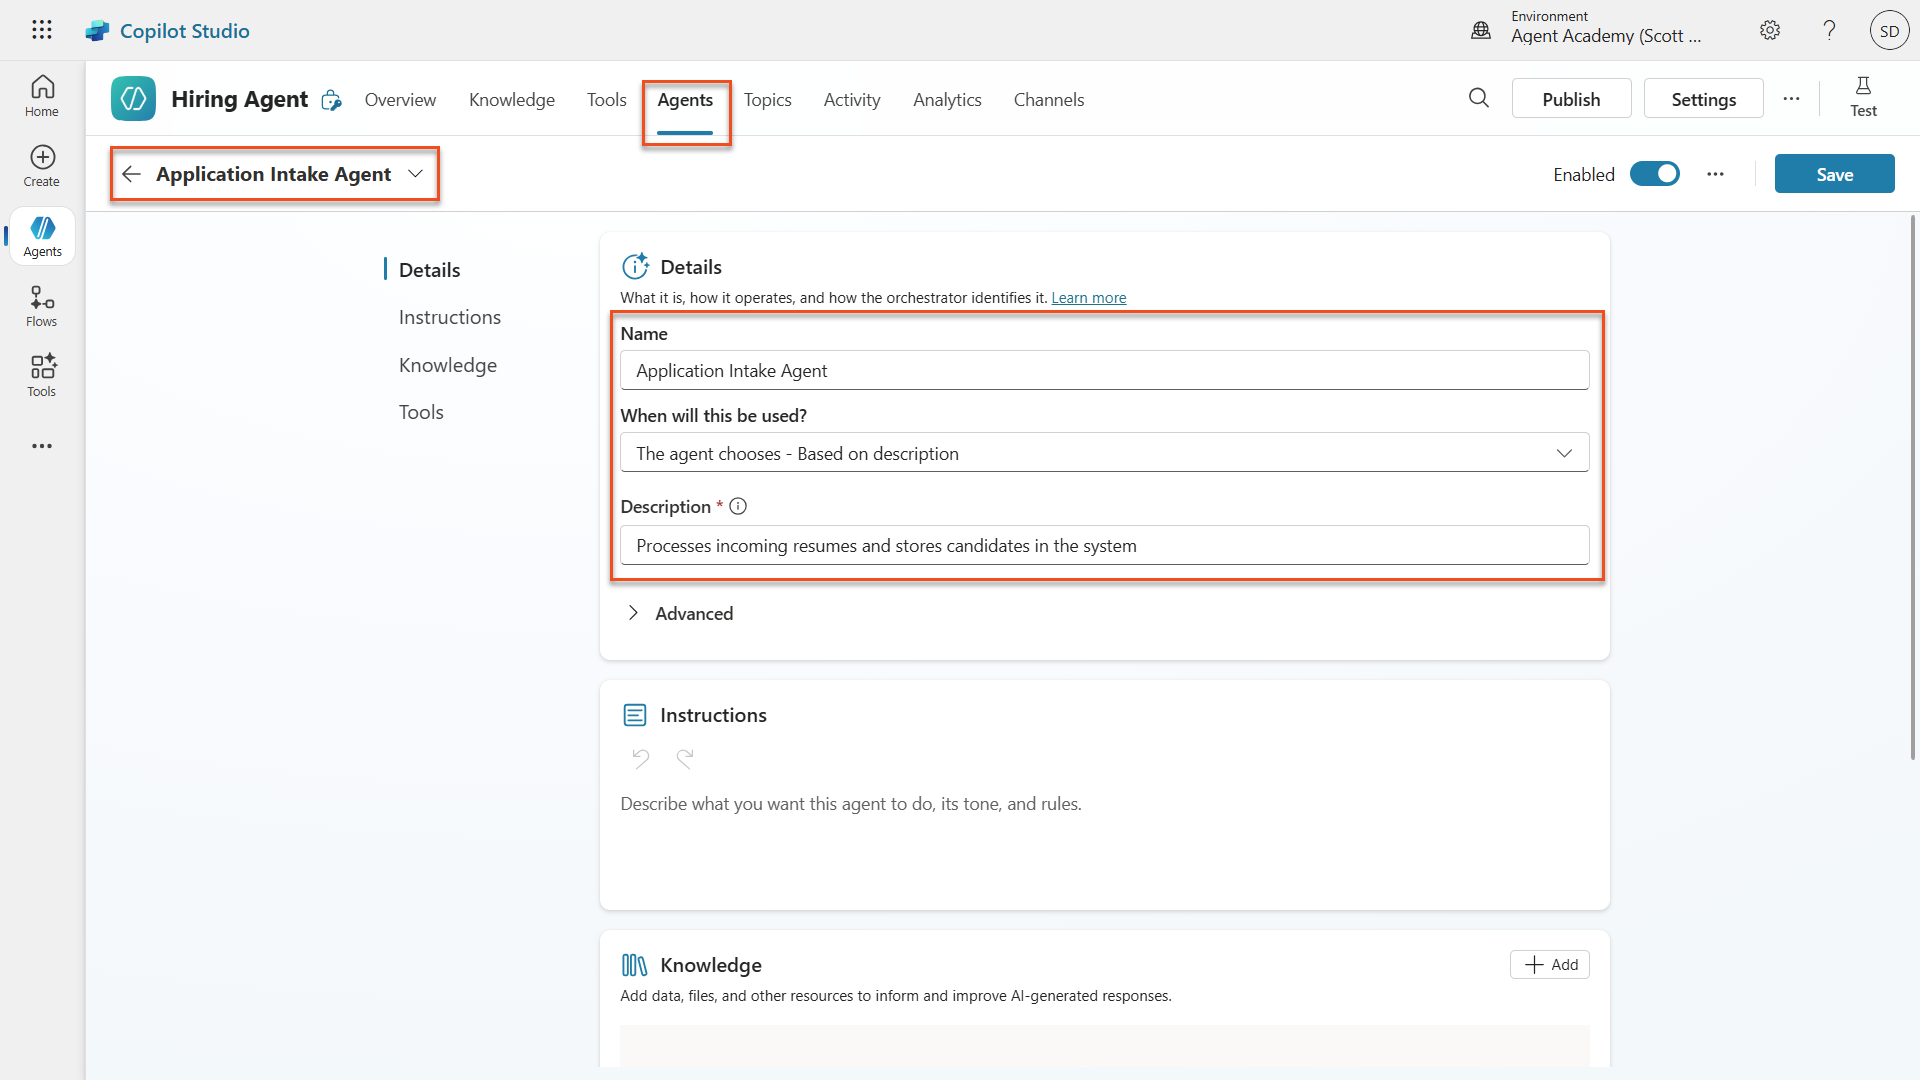 Copilot Studio
Environment
Agent Academy (Scott ...
SD
Home
Create
Agents
Flows
Tools
Hiring Agent
Overview
Knowledge
Tools
Agents
Topics
Activity
Analytics
Channels
Publish
Settings
Test
Application Intake Agent
Enabled
Save
Details
Instructions
Knowledge
Tools
Details
What it is, how it operates, and how the orchestrator identifies it. Learn more
Name
Application Intake Agent
When will this be used?
The agent chooses - Based on description
Description *
Processes incoming resumes and stores candidates in the system
Advanced
Instructions
Describe what you want this agent to do, its tone, and rules.
Knowledge
Add
Add data, files, and other resources to inform and improve AI-generated responses.